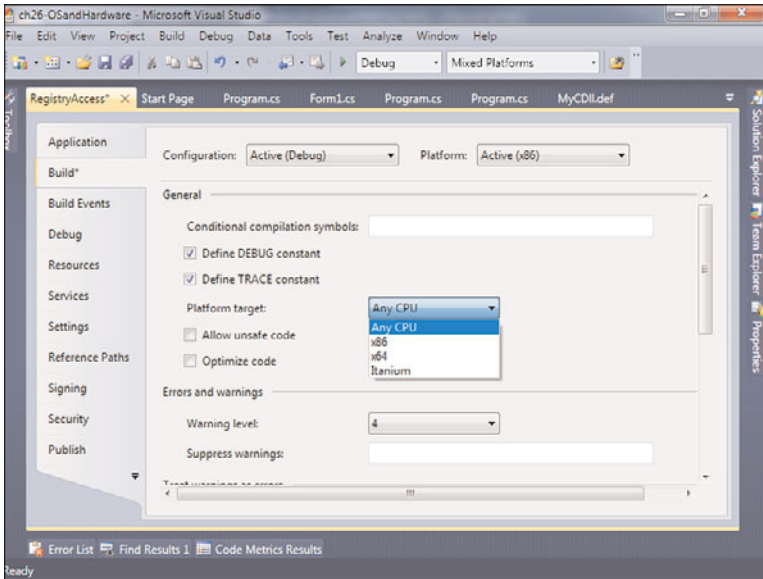 ch26-OSandHardware - Microsoft Visual Studio
File Edit View Project Build Debug Data Tools Test Analyze Window Help
Debug Mixed Platforms
RegistryAccess* Start Page Program.cs Form1.cs Program.cs Program.cs MyCDll.def
Toolbox
Application
Build*
Build Events
Debug
Resources
Services
Settings
Reference Paths
Signing
Security
Publish
Configuration: Active (Debug) Platform: Active (x86)
General
Conditional compilation symbols:
Define DEBUG constant
Define TRACE constant
Platform target: Any CPU
Any CPU
x86
x64
Itanium
Allow unsafe code
Optimize code
Errors and warnings
Warning level: 4
Suppress warnings:
Treat warnings as errors
Solution Explorer
Team Explorer
Properties
Error List Find Results 1 Code Metrics Results
Ready